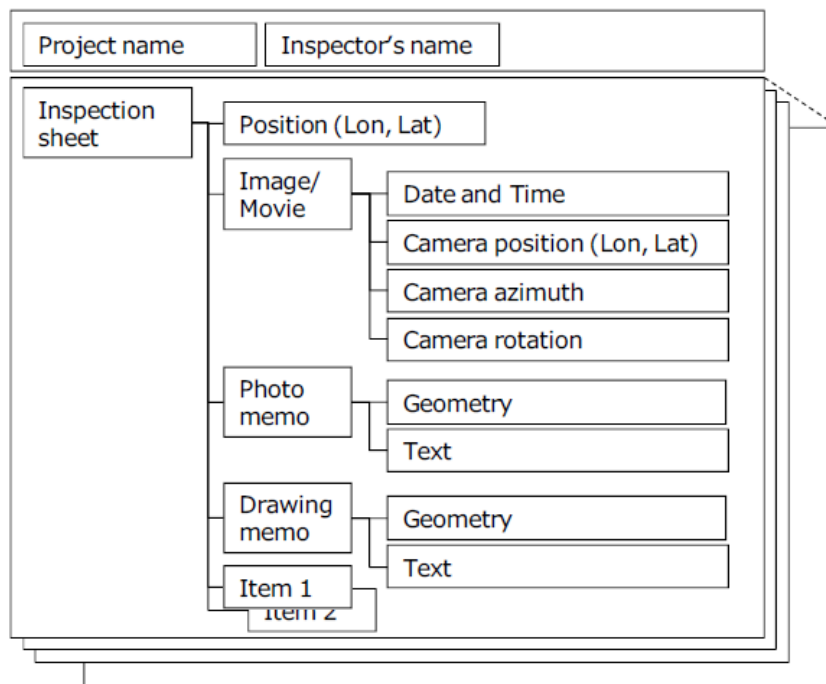 Project name
Inspector's name
Inspection
sheet
Position (Lon, Lat)
Image/
Movie
Date and Time
Camera position (Lon, Lat)
Camera azimuth
Camera rotation
Photo
memo
Geometry
Text
Drawing
memo
Geometry
Text
Item 1
Item 2